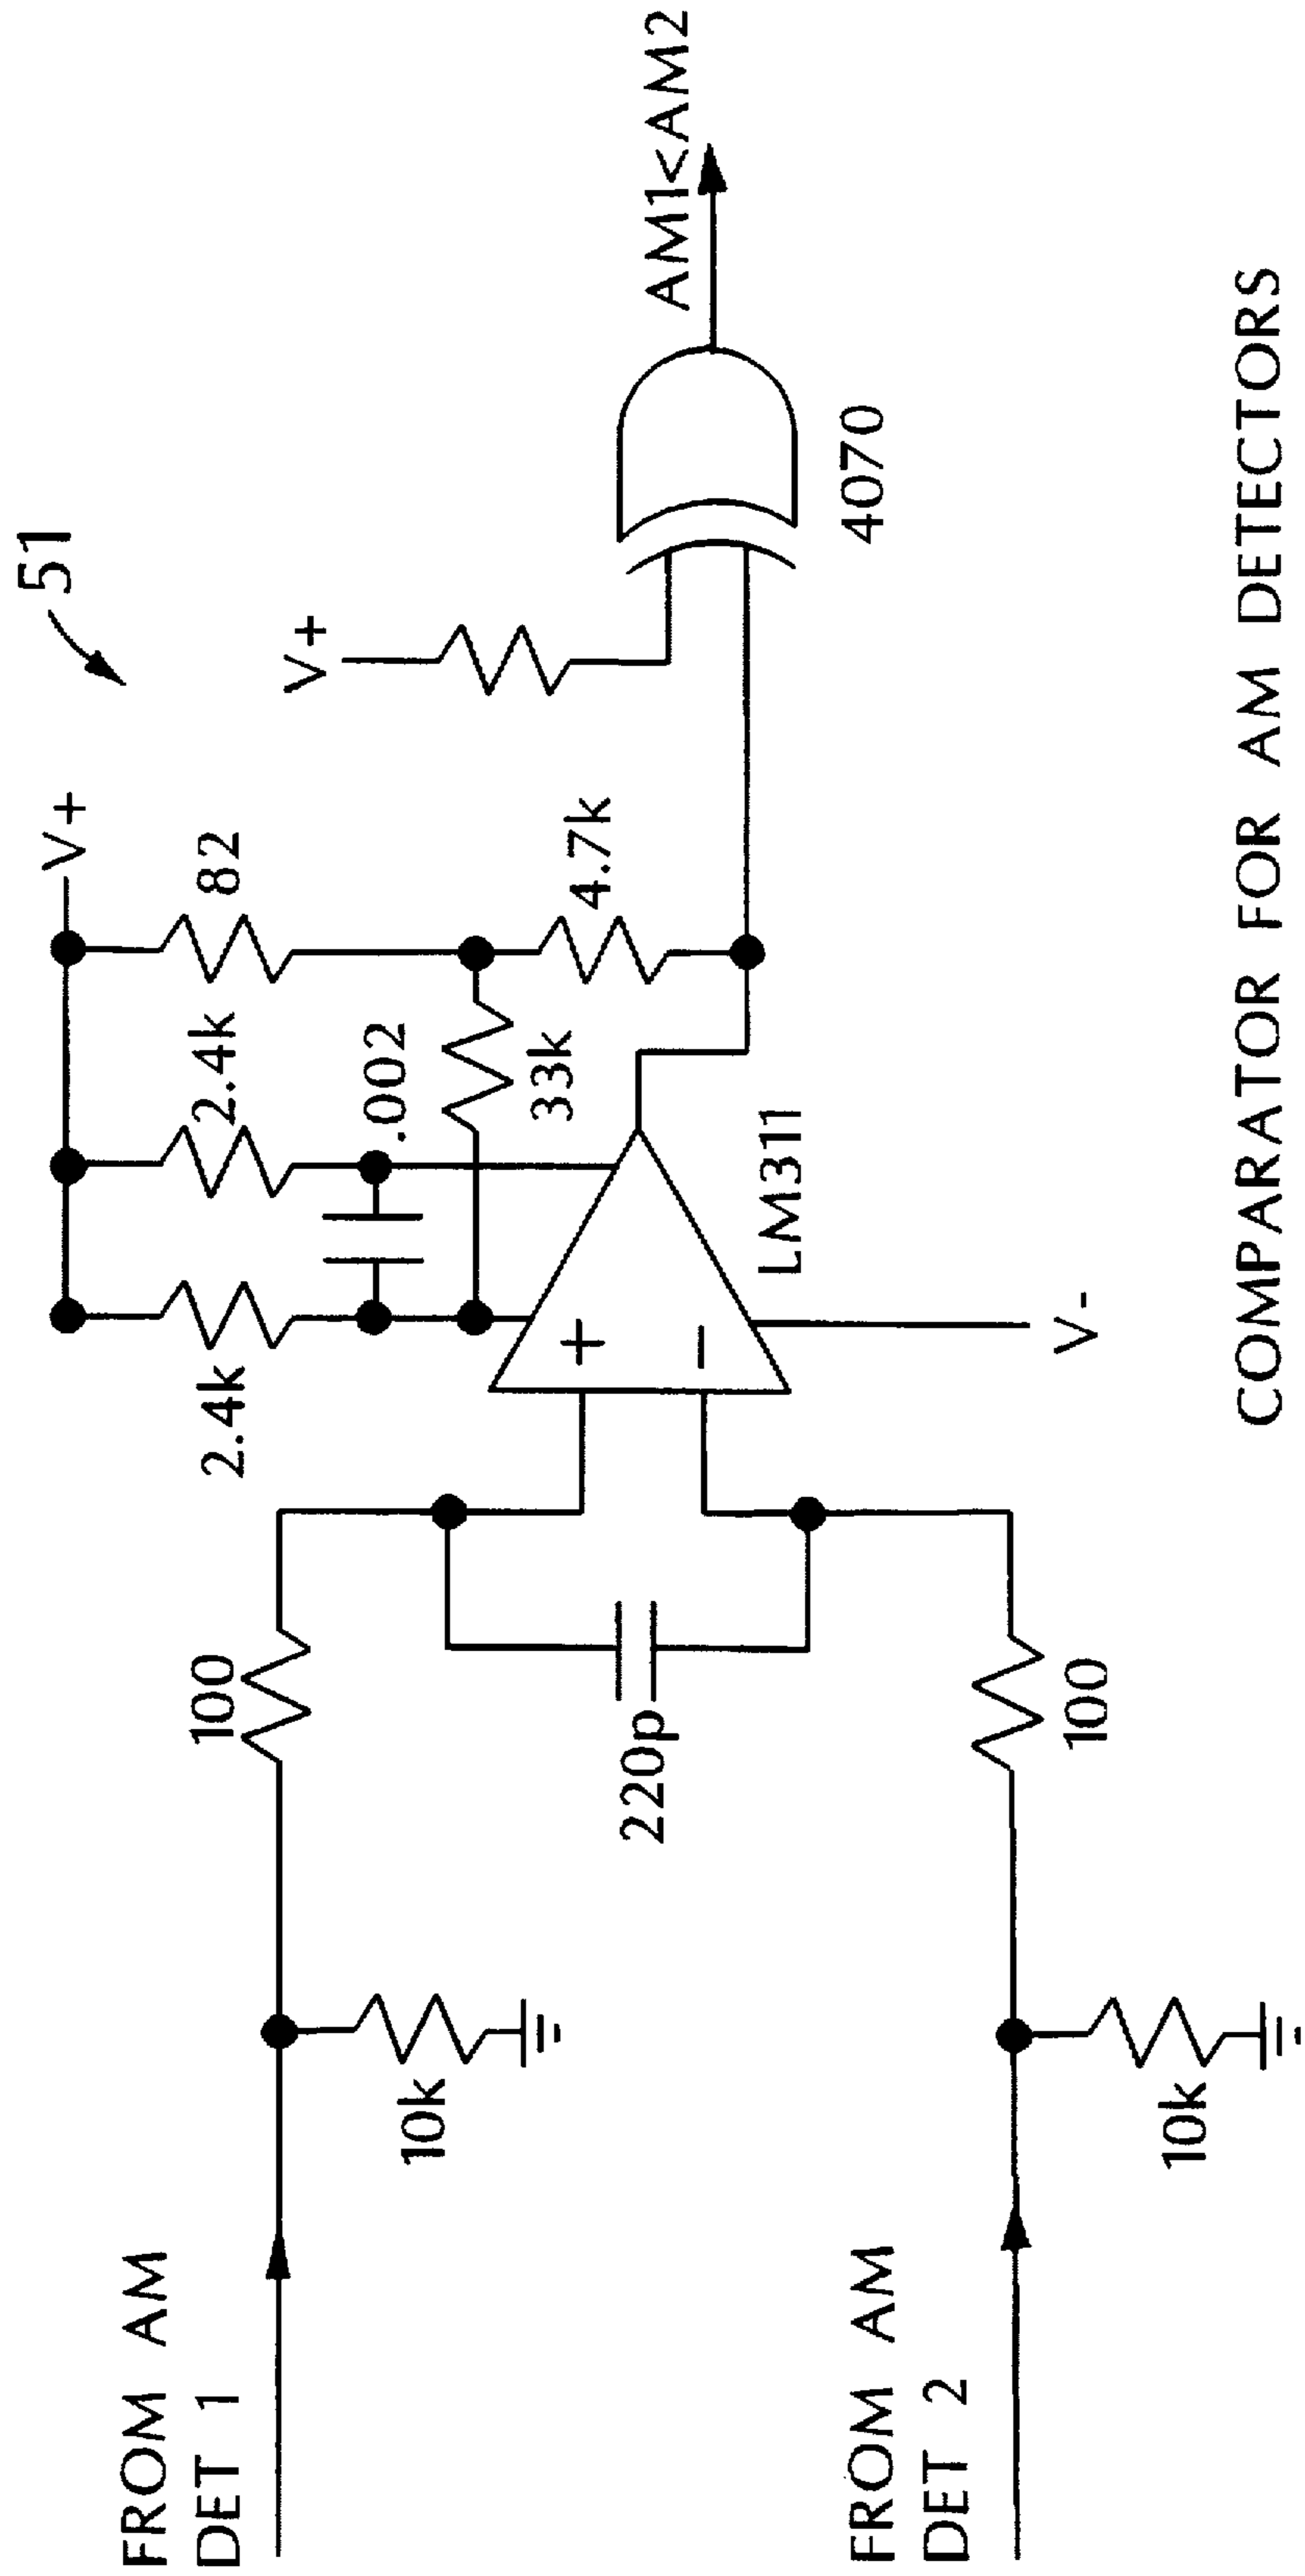 51
V+
82
2.4k
2.4k
.002
33k
4.7k
V+
FROM AM
DET 1
100
10k
220p
+
−
LM311
V-
4070
AM1<AM2
FROM AM
DET 2
100
10k
COMPARATOR FOR AM DETECTORS